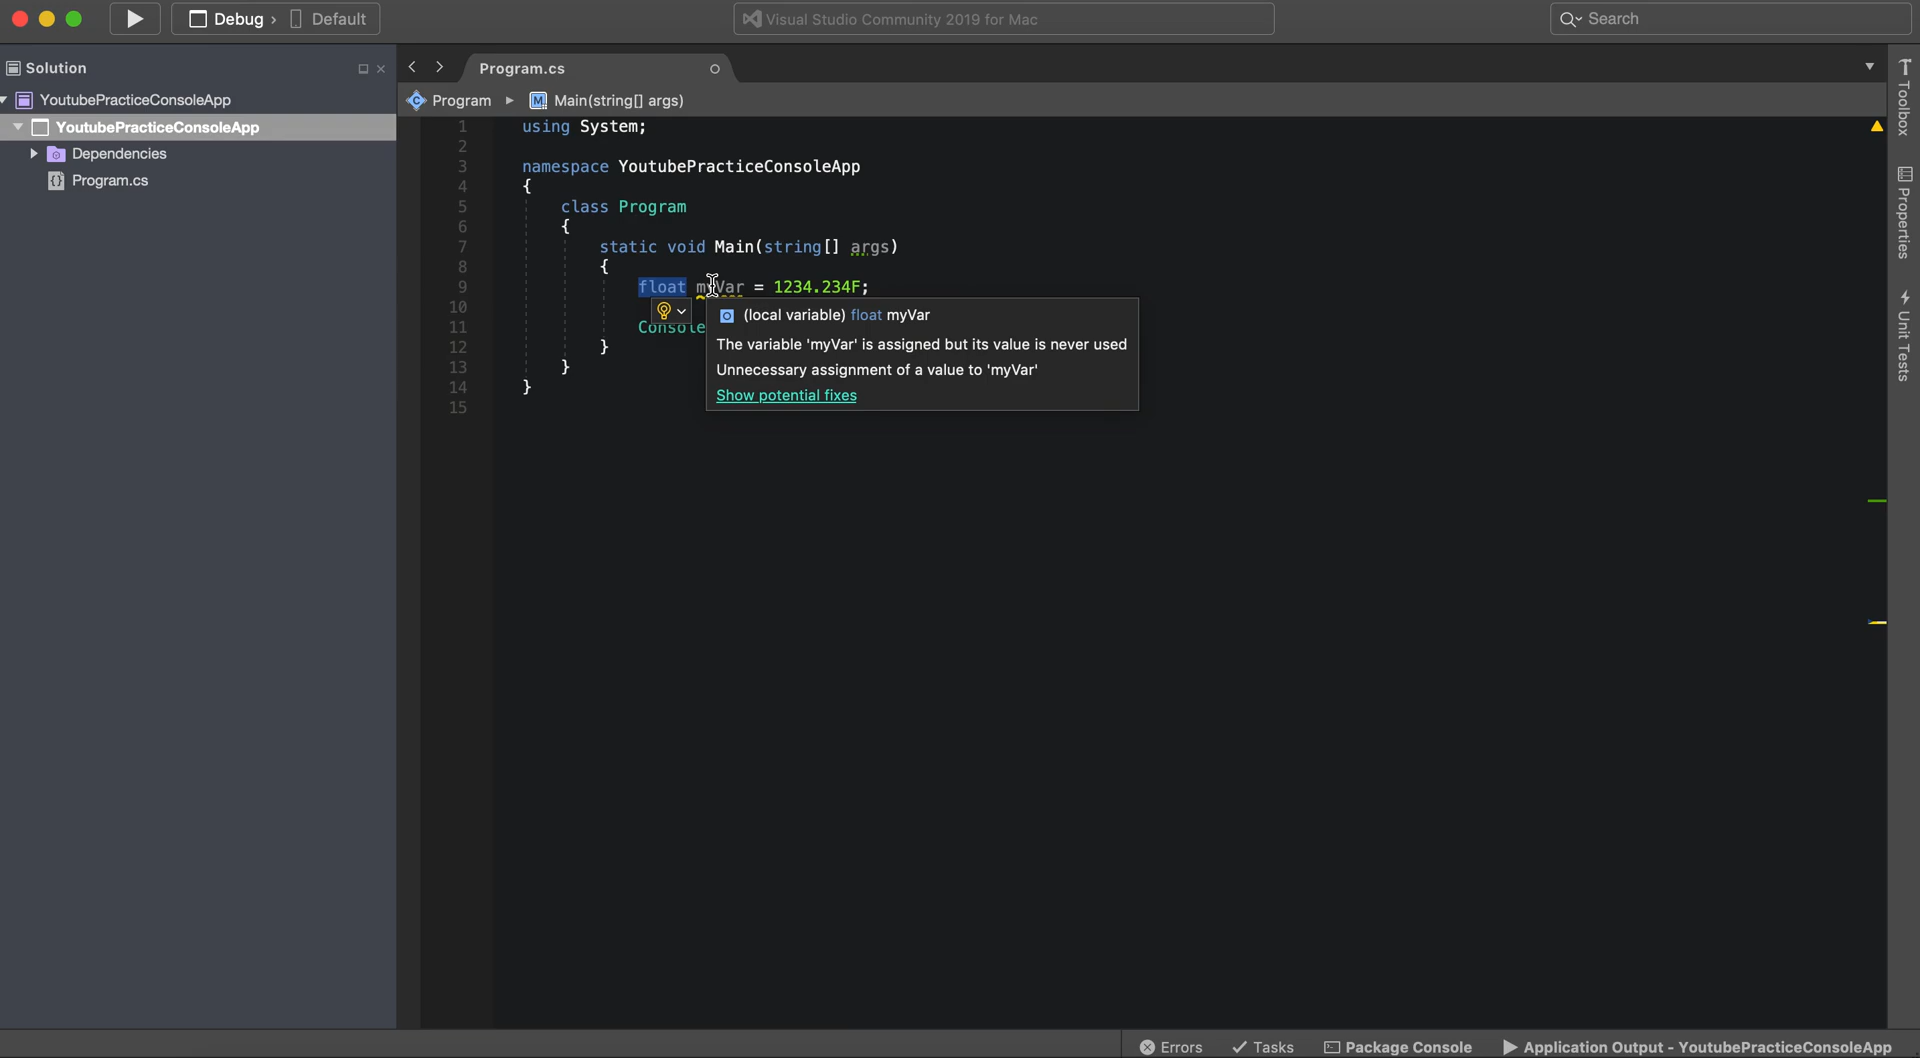 Debug › Default
Visual Studio Community 2019 for Mac
Search
Solution
YoutubePracticeConsoleApp
YoutubePracticeConsoleApp
Dependencies
Program.cs
Program.cs
Program ▸ Main(string[] args)
1 using System;
2
3 namespace YoutubePracticeConsoleApp
4 {
5 class Program
6 {
7 static void Main(string[] args)
8 {
9 float myVar = 1234.234F;
10
11 Console
12 }
13 }
14 }
15
(local variable) float myVar
The variable 'myVar' is assigned but its value is never used
Unnecessary assignment of a value to 'myVar'
Show potential fixes
Toolbox
Properties
Unit Tests
Errors
Tasks
Package Console
Application Output - YoutubePracticeConsoleApp